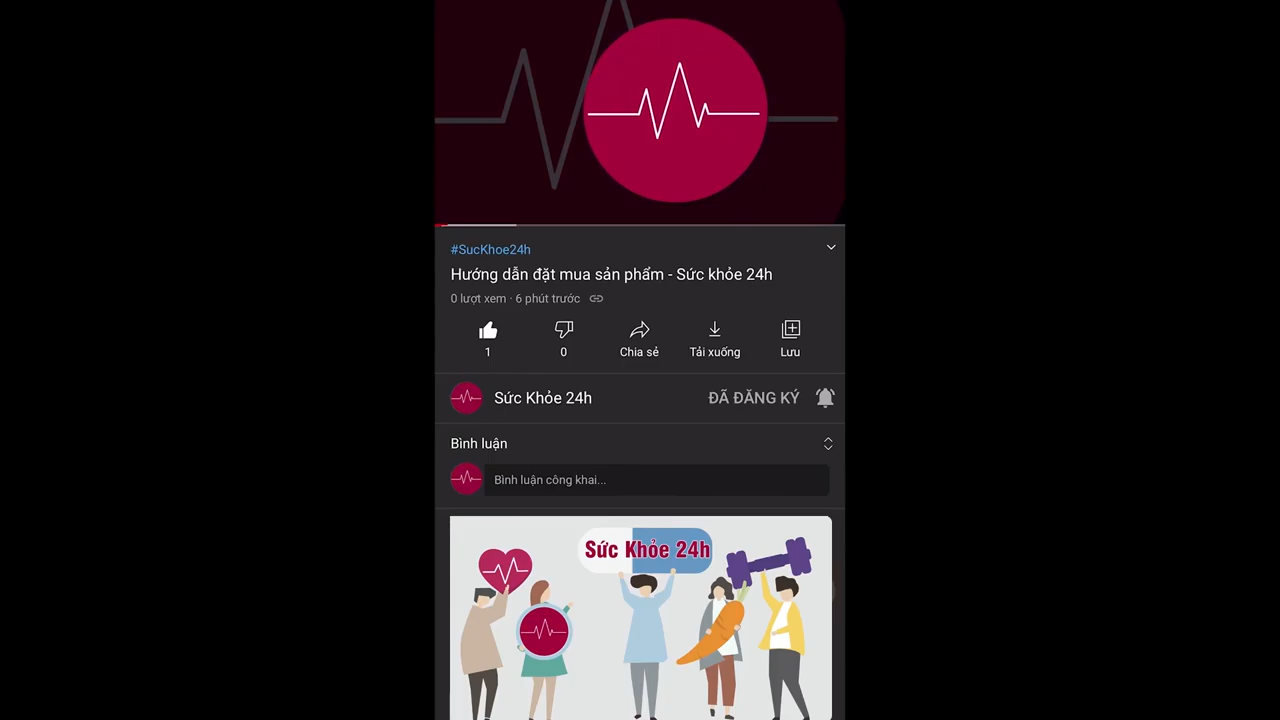 #SucKhoe24h
Hướng dẫn đặt mua sản phẩm - Sức khỏe 24h
0 lượt xem · 6 phút trước
1
0
Chia sẻ
Tải xuống
Lưu
Sức Khỏe 24h
ĐÃ ĐĂNG KÝ
Bình luận
Bình luận công khai...
Sức Khỏe 24h